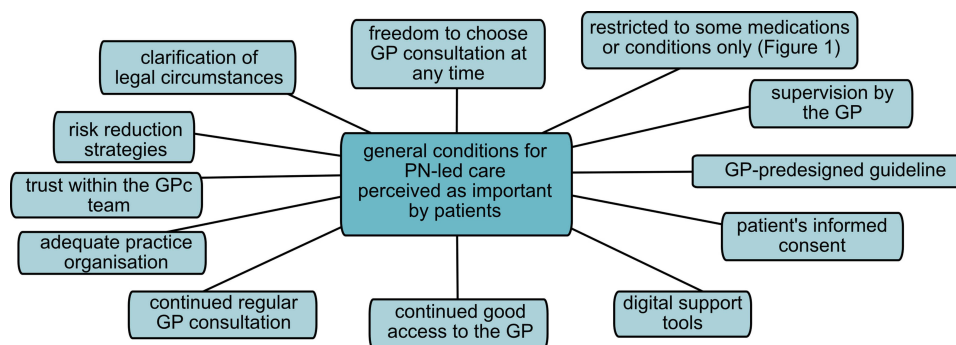 clarification of
legal circumstances
freedom to choose
GP consultation at
any time
restricted to some medications
or conditions only (Figure 1)
risk reduction
strategies
supervision by
the GP
general conditions for
PN-led care
perceived as important
by patients
trust within the GPc
team
GP-predesigned guideline
adequate practice
organisation
patient's informed
consent
continued regular
GP consultation
continued good
access to the GP
digital support
tools